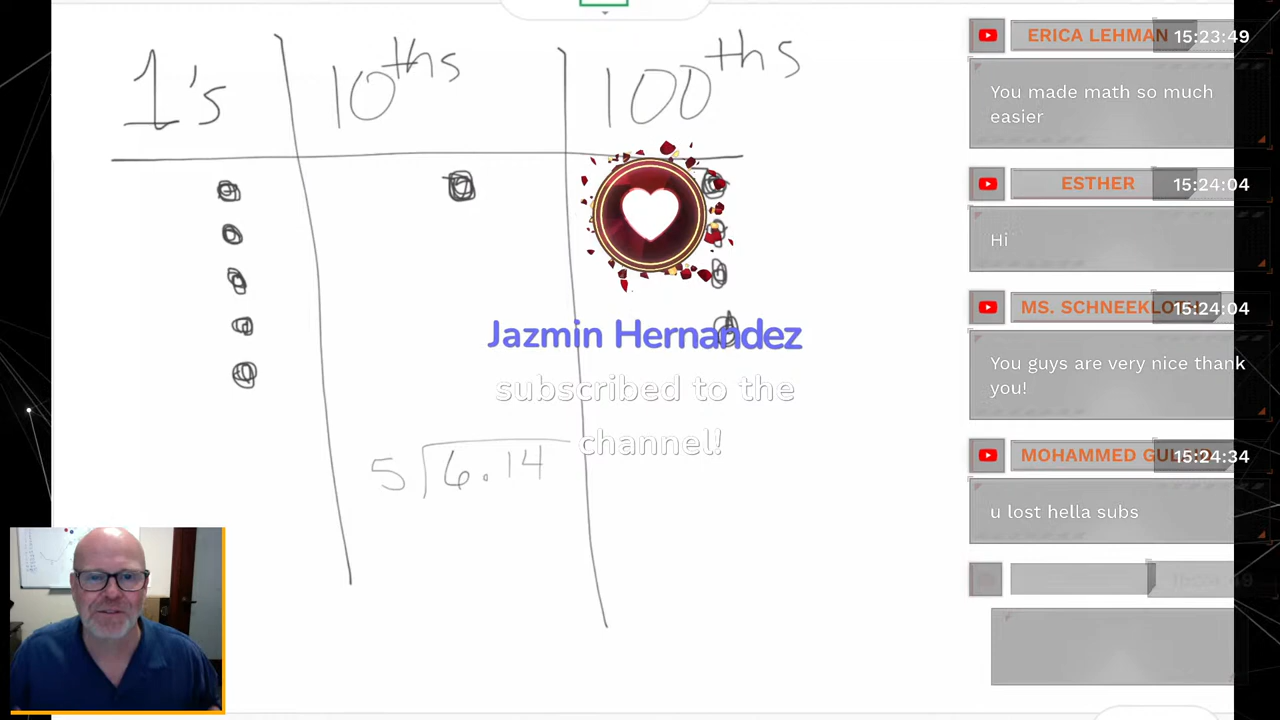 1's
10ths
100ths
5 6.14
Jazmin Hernandez
subscribed to the
channel!
ERICA LEHMAN 15:23:49
You made math so much
easier
ESTHER 15:24:04
Hi
MS. SCHNEEKLOTH 15:24:04
You guys are very nice thank
you!
MOHAMMED 15:24:34
u lost hella subs